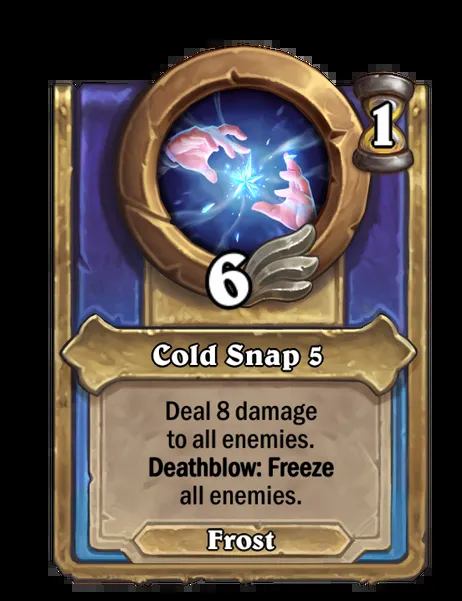 1
6
Cold Snap 5
Deal 8 damage
to all enemies.
Deathblow: Freeze
all enemies.
Frost